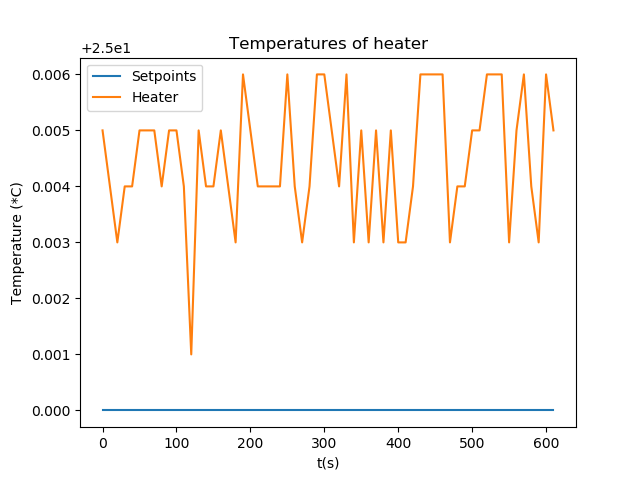 Temperatures of heater
+2.5e1
Setpoints
Heater
0.006
0.005
0.004
0.003
0.002
0.001
0.000
Temperature (*C)
0 100 200 300 400 500 600
t(s)